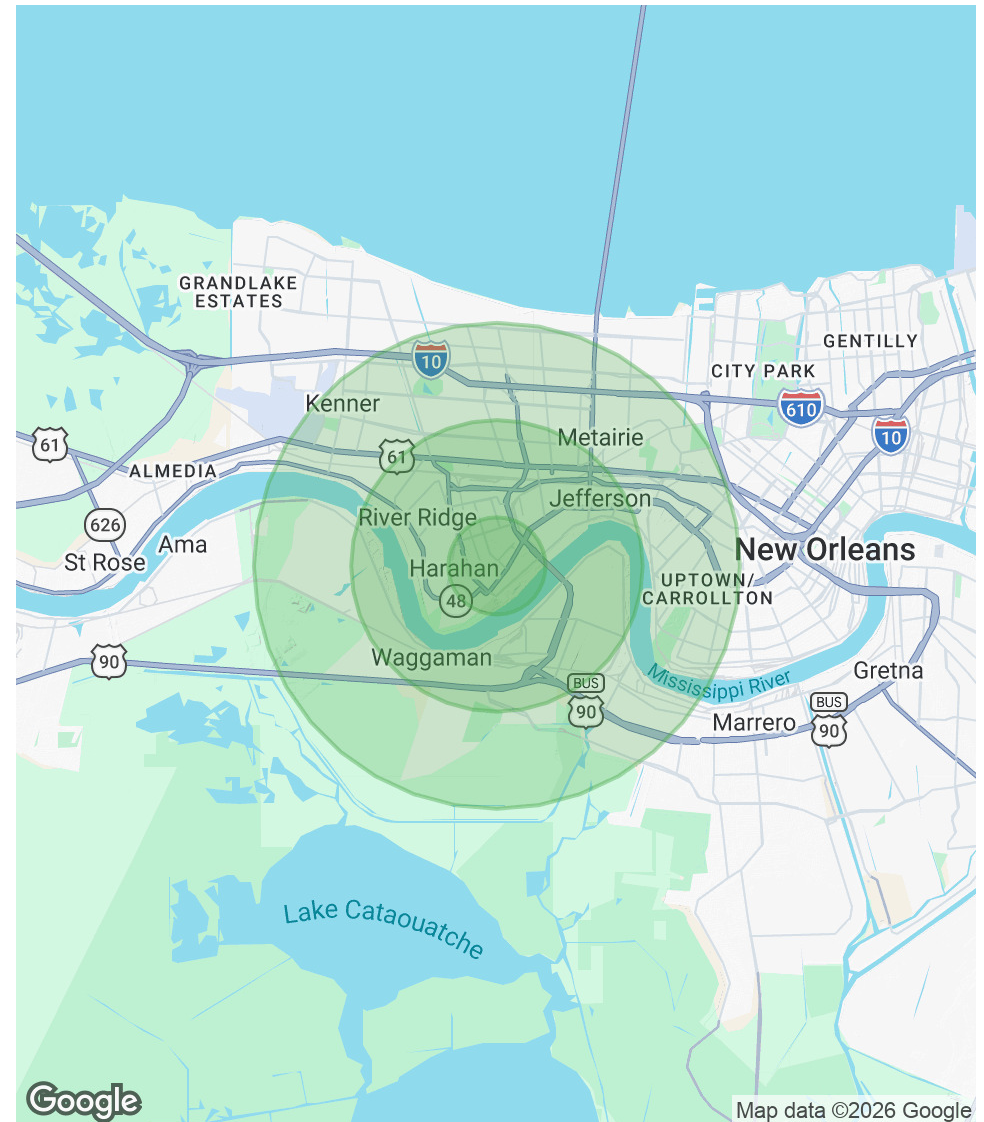 GRANDLAKE
ESTATES
GENTILLY
10
CITY PARK
Kenner
610
61
10
Metairie
61
ALMEDIA
Jefferson
River Ridge
626
Ama
New Orleans
St Rose
Harahan
UPTOWN/
CARROLLTON
48
Waggaman
90
Gretna
Mississippi River
BUS
90
BUS
90
Marrero
Lake Cataouatche
Google
Map data ©2026 Google